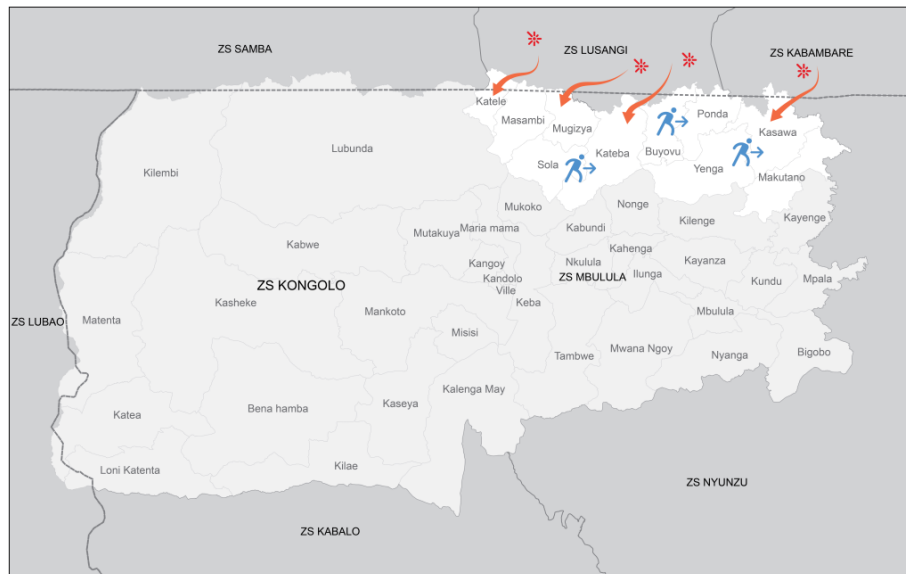 ZS SAMBA
ZS LUSANGI
ZS KABAMBARE
Katele
Masambi
Mugizya
Ponda
Kasawa
Lubunda
Kateba
Buyovu
Sola
Yenga
Kilembi
Makutano
Mukoko
Nonge
Kayenge
Mutakuya
Maria mama
Kabundi
Kilenge
Kabwe
Kahenga
Kangoy
Nkulula
Kayanza
ZS KONGOLO
Kandolo
Ville
ZS MBULULA
Ilunga
Kundu
Mpala
Kasheke
Keba
ZS LUBAO
Matenta
Mankoto
Mbulula
Misisi
Tambwe
Mwana Ngoy
Nyanga
Bigobo
Kalenga May
Katea
Bena hamba
Kaseya
Loni Katenta
Kilae
ZS NYUNZU
ZS KABALO